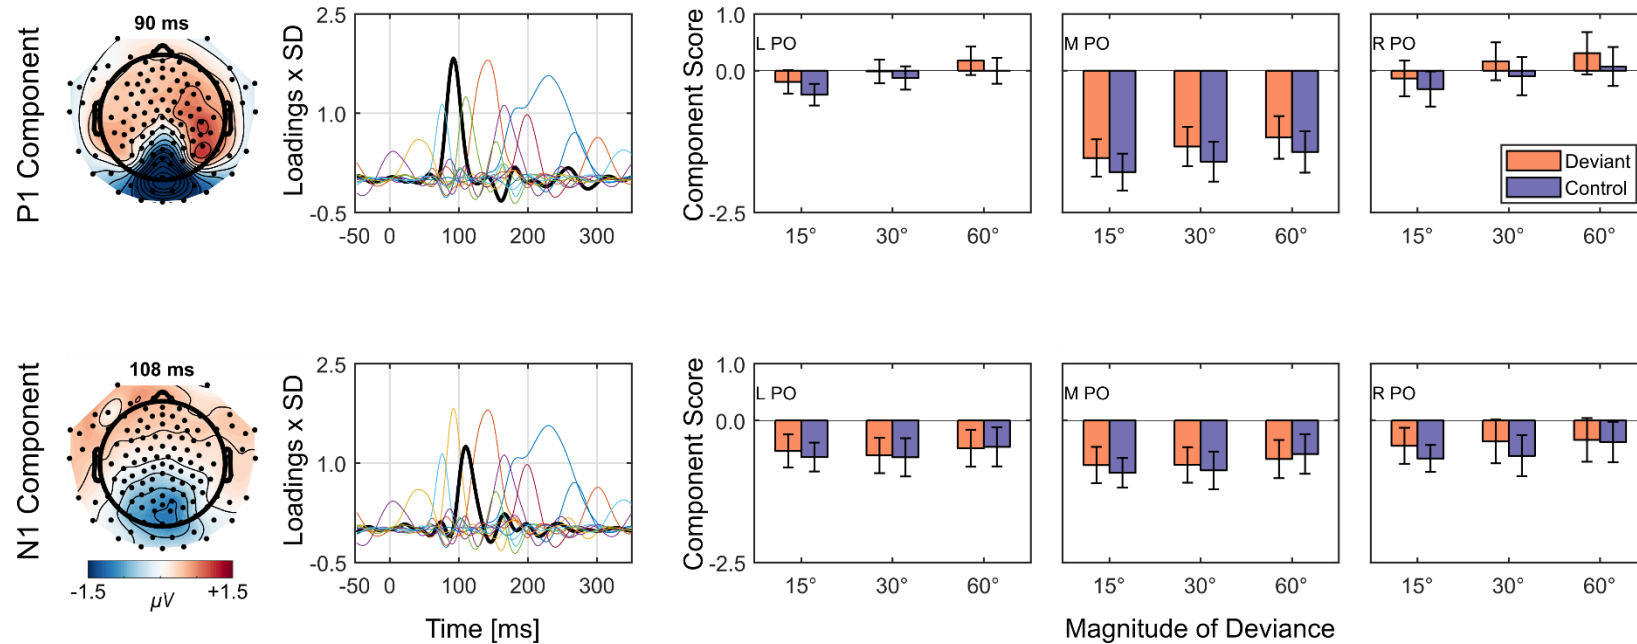 P1 Component
90 ms
2.5
1.0
-0.5
Loadings x SD
-50 0 100 200 300
Component Score
1.0
0.0
-2.5
L PO
15° 30° 60°
M PO
15° 30° 60°
R PO
15° 30° 60°
Deviant
Control
N1 Component
108 ms
-1.5 +1.5
µV
2.5
1.0
-0.5
Loadings x SD
-50 0 100 200 300
Time [ms]
Component Score
1.0
0.0
-2.5
L PO
15° 30° 60°
M PO
15° 30° 60°
R PO
15° 30° 60°
Magnitude of Deviance